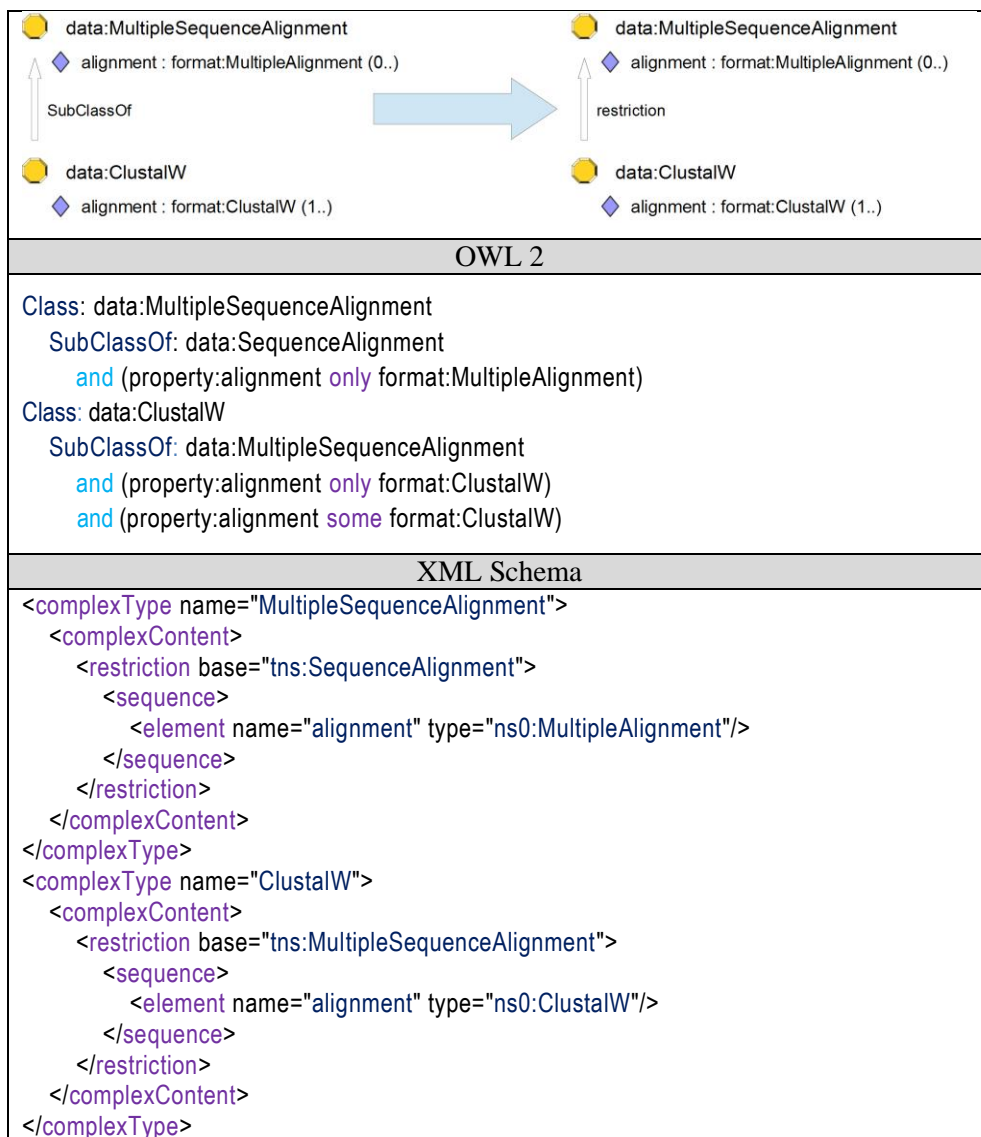 data:MultipleSequenceAlignment data:MultipleSequenceAlignment
alignment : format:MultipleAlignment (0..) alignment : format:MultipleAlignment (0..)
SubClassOf restriction
data:ClustalW data:ClustalW
alignment : format:ClustalW (1..) alignment : format:ClustalW (1..)
OWL 2
Class: data:MultipleSequenceAlignment
SubClassOf: data:SequenceAlignment
and (property:alignment only format:MultipleAlignment)
Class: data:ClustalW
SubClassOf: data:MultipleSequenceAlignment
and (property:alignment only format:ClustalW)
and (property:alignment some format:ClustalW)
XML Schema
<complexType name="MultipleSequenceAlignment">
<complexContent>
<restriction base="tns:SequenceAlignment">
<sequence>
<element name="alignment" type="ns0:MultipleAlignment"/>
</sequence>
</restriction>
</complexContent>
</complexType>
<complexType name="ClustalW">
<complexContent>
<restriction base="tns:MultipleSequenceAlignment">
<sequence>
<element name="alignment" type="ns0:ClustalW"/>
</sequence>
</restriction>
</complexContent>
</complexType>